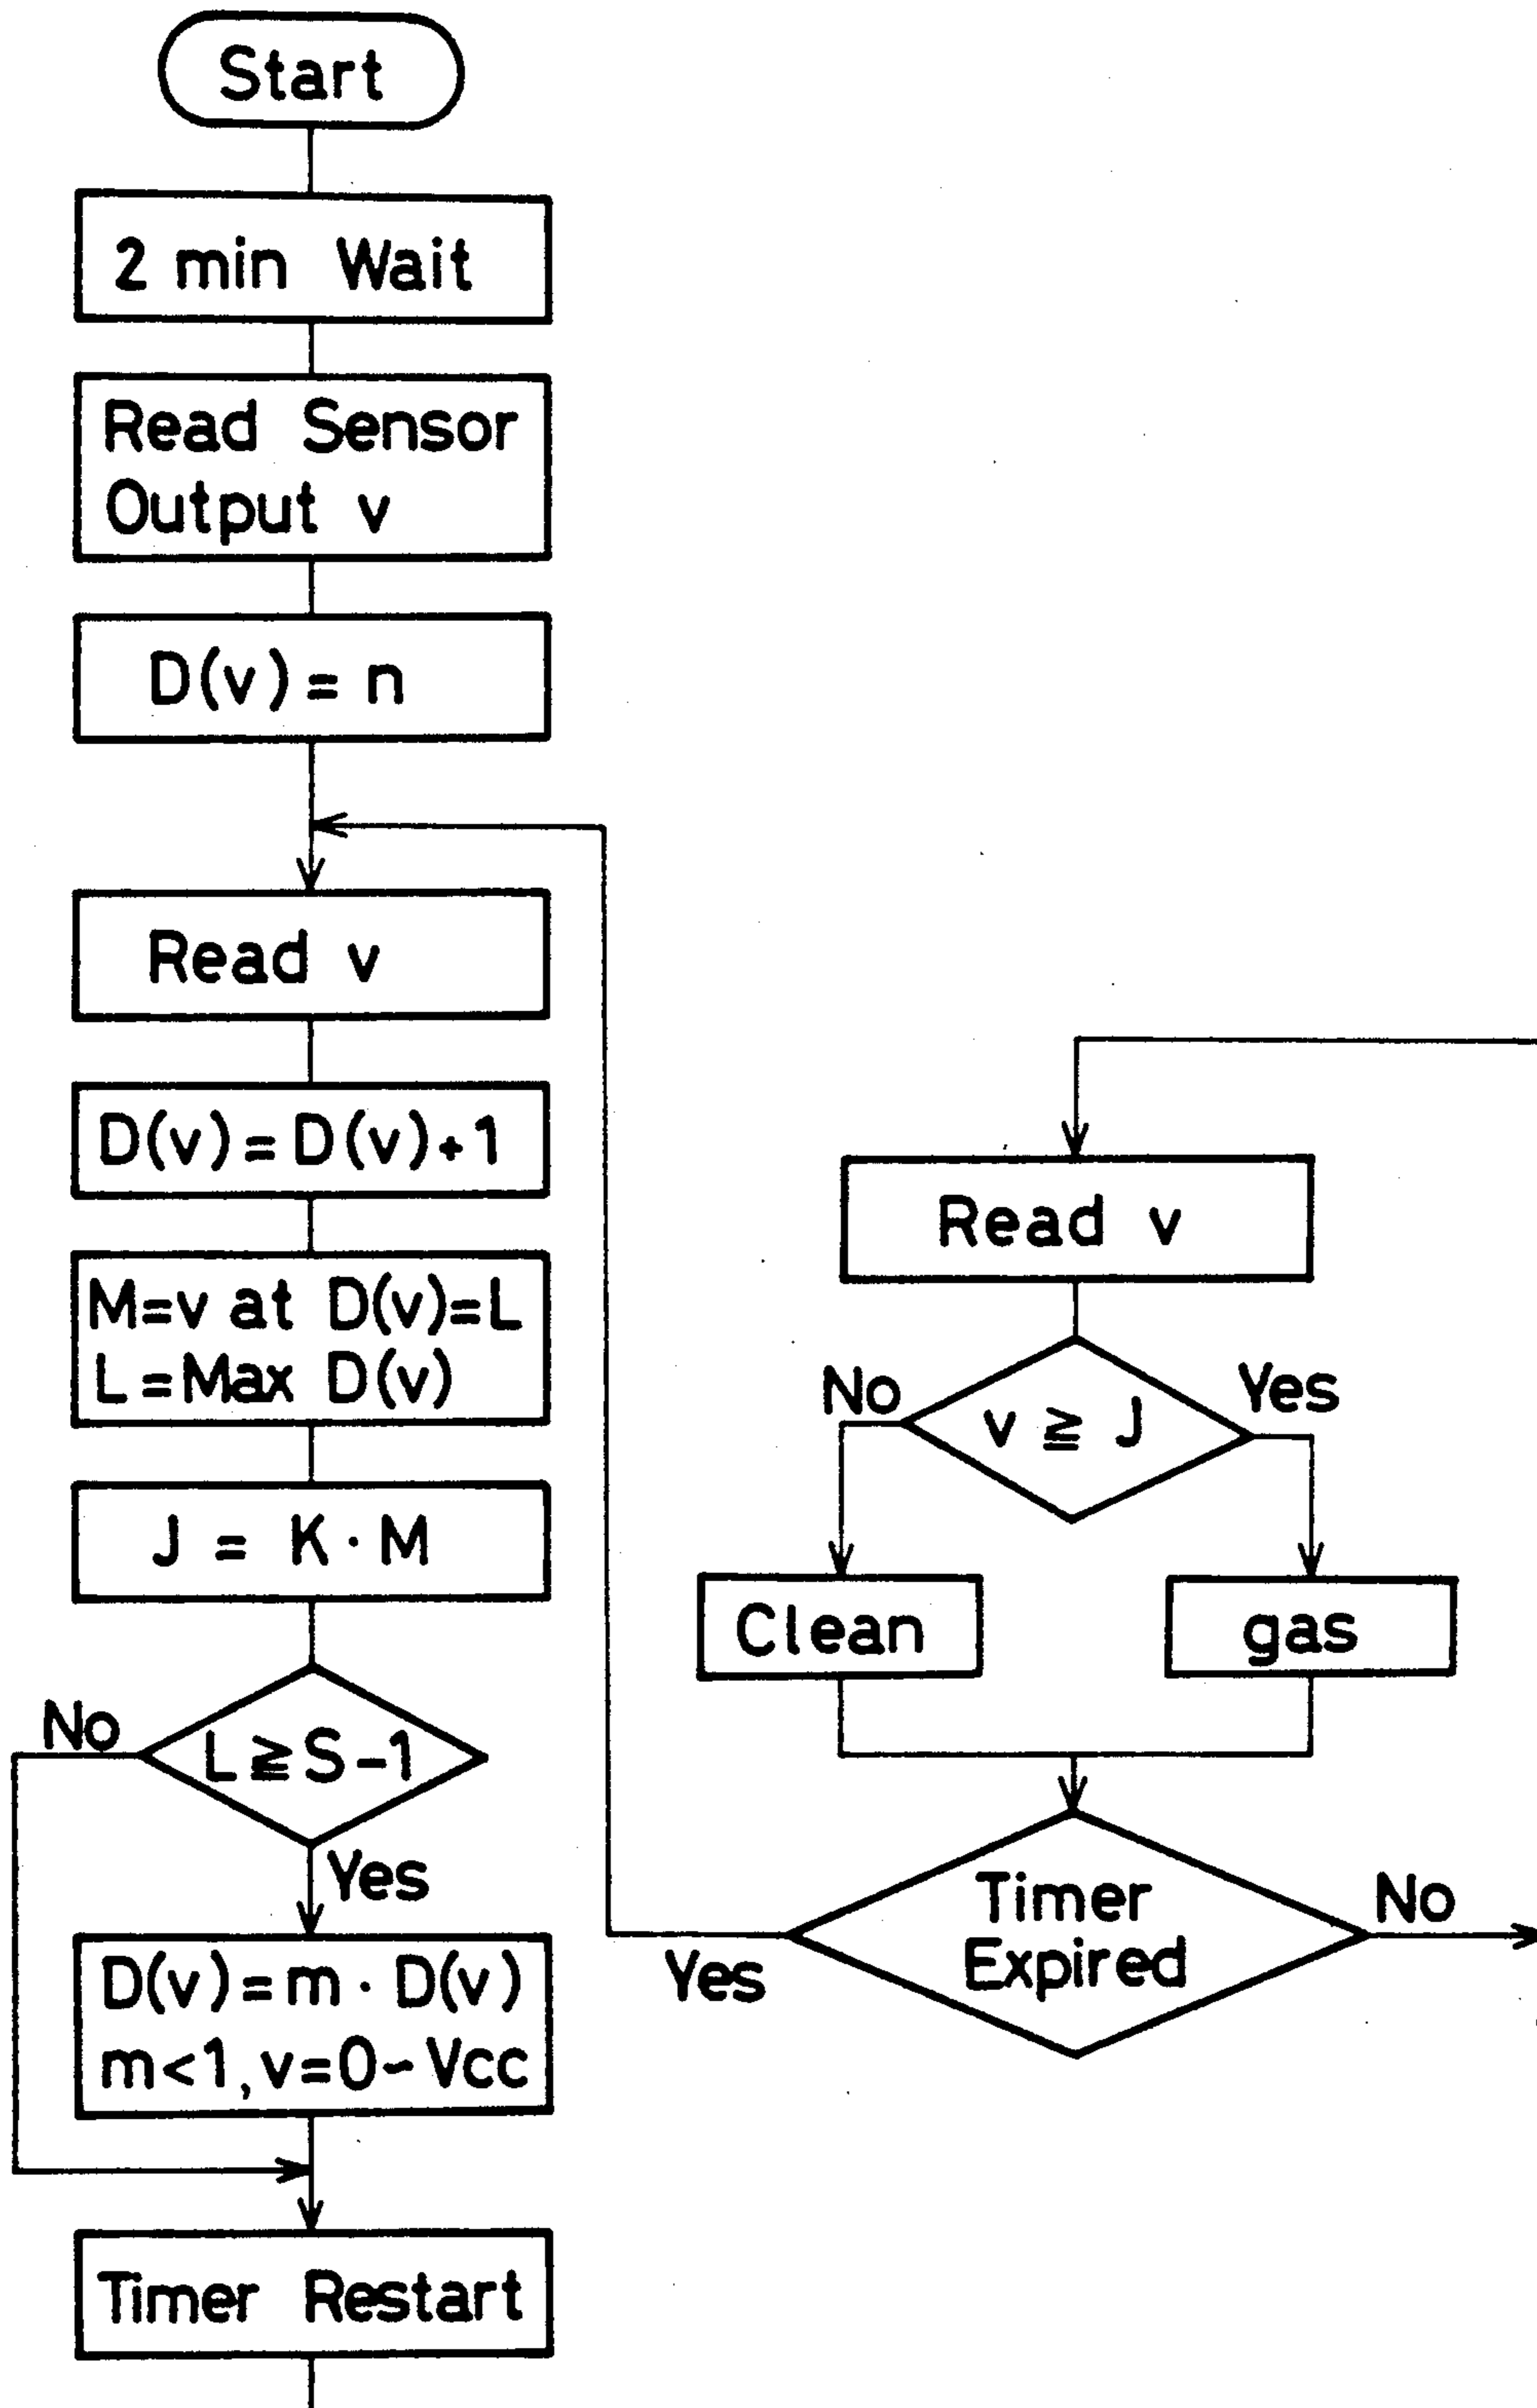 Start
2 min Wait
Read Sensor
Output v
D(v) = n
Read v
D(v) = D(v)+1
M=v at D(v)=L
L=Max D(v)
J = K · M
L ≧ S-1
No
Yes
D(v) = m · D(v)
m<1, v=0~Vcc
Timer Restart
Read v
v ≧ J
No
Yes
Clean
gas
Timer
Expired
Yes
No